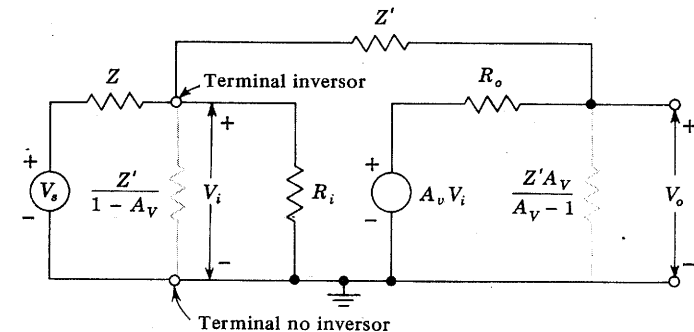 Z'
Z
Terminal inversor
R_o
+
+
+
+
V_s
Z'
1 - A_V
V_i
R_i
A_v V_i
Z' A_V
A_V - 1
V_o
-
-
-
-
Terminal no inversor